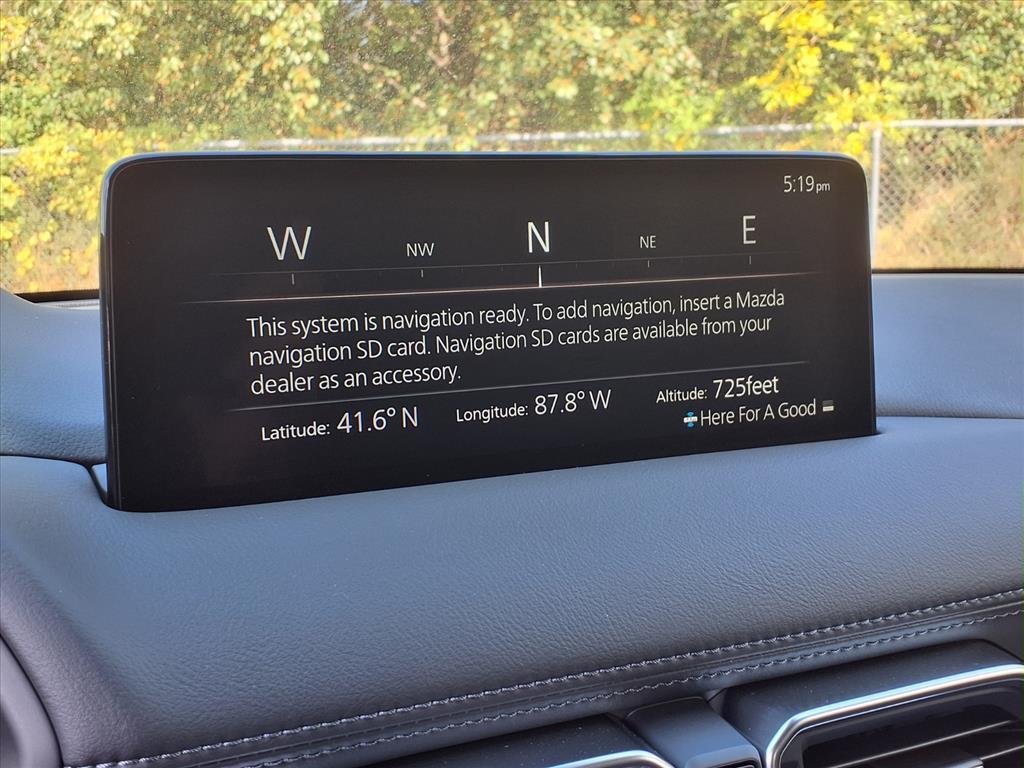 5:19pm
W NW N NE E
This system is navigation ready. To add navigation, insert a Mazda
navigation SD card. Navigation SD cards are available from your
dealer as an accessory.
Latitude: 41.6° N Longitude: 87.8° W Altitude: 725feet
Here For A Good